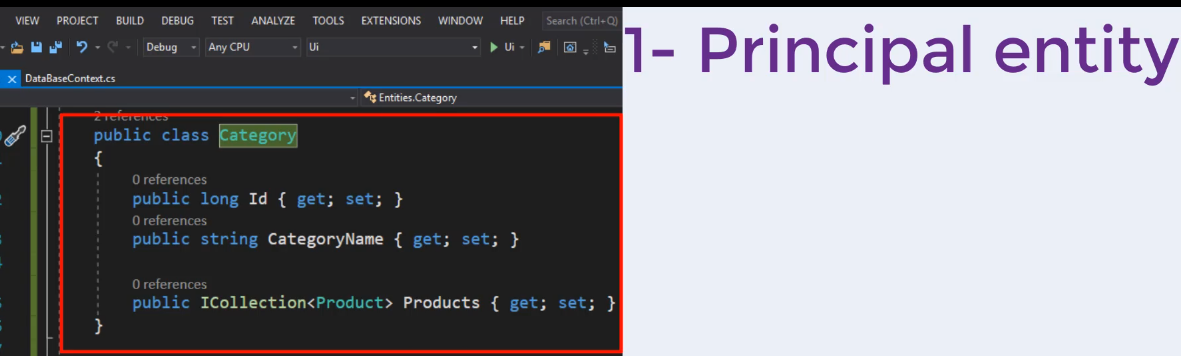 VIEW PROJECT BUILD DEBUG TEST ANALYZE TOOLS EXTENSIONS WINDOW HELP Search (Ctrl+Q)
Debug Any CPU Ui Ui
1- Principal entity
DataBaseContext.cs
Entities.Category
2 references
public class Category
{
0 references
public long Id { get; set; }
0 references
public string CategoryName { get; set; }
0 references
public ICollection<Product> Products { get; set; }
}